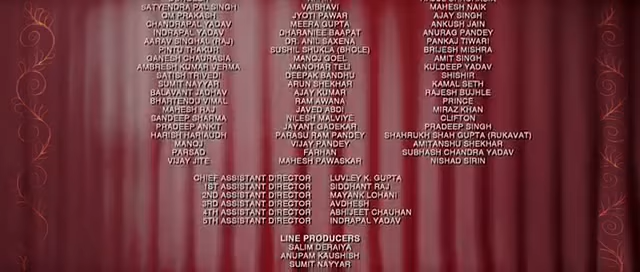 SATYENDRA PAL SINGH VAIBHAVI MAHESH NAIK
OM PRAKASH JYOTI PAWAR AJAY SINGH
CHANDRAPAL YADAV MEERA GUPTA ANKUSH JAIN
INDRAPAL YADAV DHARANIEE BAAPAT ANURAG PANDEY
AARAV SINGHAL (RAJ) DR. ANIL SAXENA PANKAJ TIWARI
PINTU THAKUR SUSHIL SHUKLA (BHOLE) BRIJESH MISHRA
GANESH CHAURASIA MANOJ GOEL AMIT SINGH
AMBRESH KUMAR VERMA MANOHAR TELI KULDEEP YADAV
SATISH TRIVEDI DEEPAK BANDHU SHISHIR
SUMIT NAYYAR ARUN SHEKHAR KAMAL SETH
BALAVANT JADHAV AJAY KUMAR RAJESH BUJHLE
BHARTENDU VIMAL RAM AWANA PRINCE
MAHESH RAJ JAVED ABDI MIRAZ KHAN
SANDEEP SHARMA NILESH MALVIYE CLIFTON
PRADEEP ANKIT JAYANT GADEKAR PRADEEP SINGH
HARISH HARIAUDH PARASU RAM PANDEY SHAHRUKH SHAH GUPTA (RUKAVAT)
MANOJ VIJAY PANDEY AMITANSHU SHEKHAR
PARSAD FARHAN SUBHASH CHANDRA YADAV
VIJAY JITE MAHESH PAWASKAR NISHAD SIRIN
CHIEF ASSISTANT DIRECTOR LUVLEY K. GUPTA
1ST ASSISTANT DIRECTOR SIDDHANT RAJ
2ND ASSISTANT DIRECTOR MAYANK LOHANI
3RD ASSISTANT DIRECTOR AVDHESH
4TH ASSISTANT DIRECTOR ABHIJEET CHAUHAN
5TH ASSISTANT DIRECTOR INDRAPAL YADAV
LINE PRODUCERS
SALIM DERAIYA
ANUPAM KAUSHISH
SUMIT NAYYAR